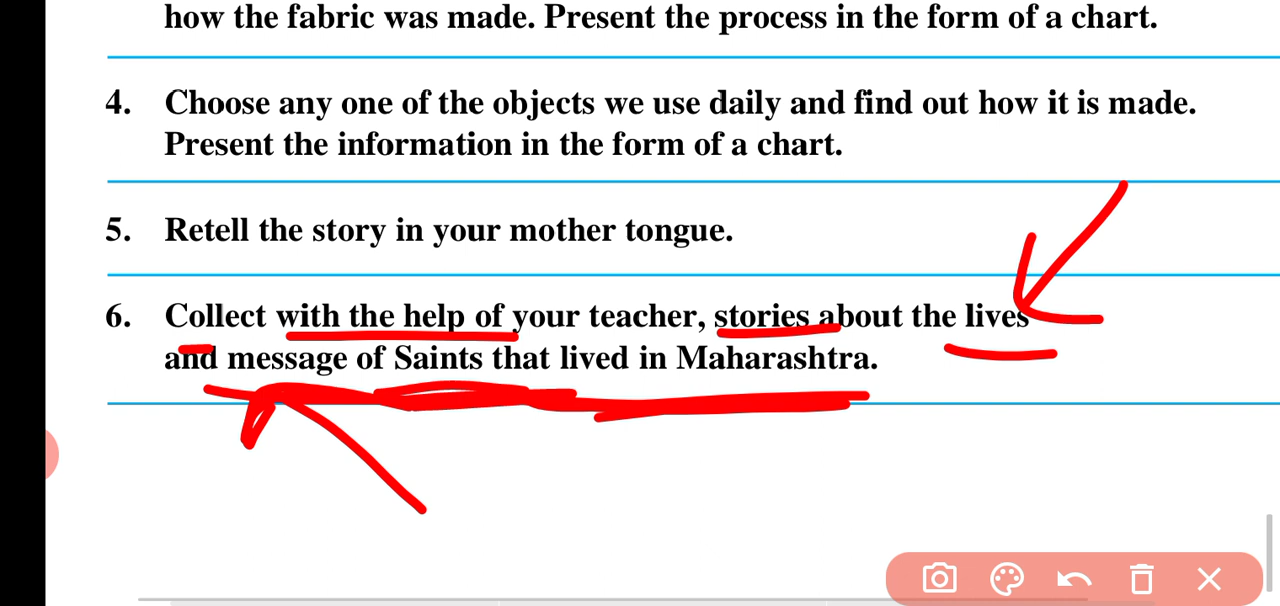 how the fabric was made. Present the process in the form of a chart.
4. Choose any one of the objects we use daily and find out how it is made.
Present the information in the form of a chart.
5. Retell the story in your mother tongue.
6. Collect with the help of your teacher, stories about the lives
and message of Saints that lived in Maharashtra.